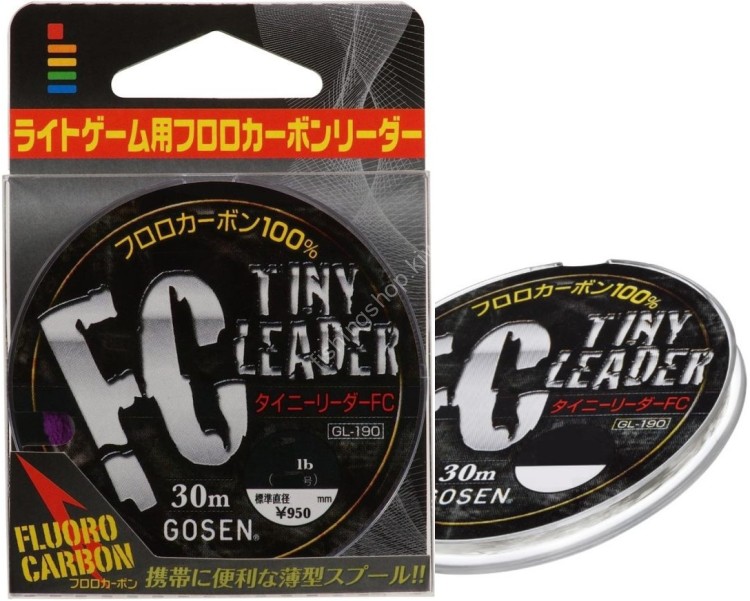 ライトゲーム用フロロカーボンリーダー
フロロカーボン100%
FC TINY
LEADER
タイニーリーダーFC
GL-190
lb
( 号)
30m
標準直径 mm
¥950
GOSEN®
FLUORO
CARBON
フロロカーボン
携帯に便利な薄型スプール!!
フロロカーボン100%
FC TINY
LEADER
タイニーリーダーFC
GL-190
30m
GOSEN®